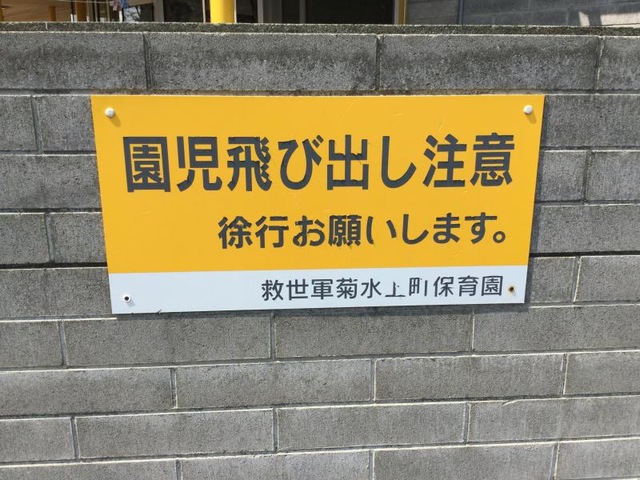 園児飛び出し注意
徐行お願いします。
救世軍菊水上町保育園